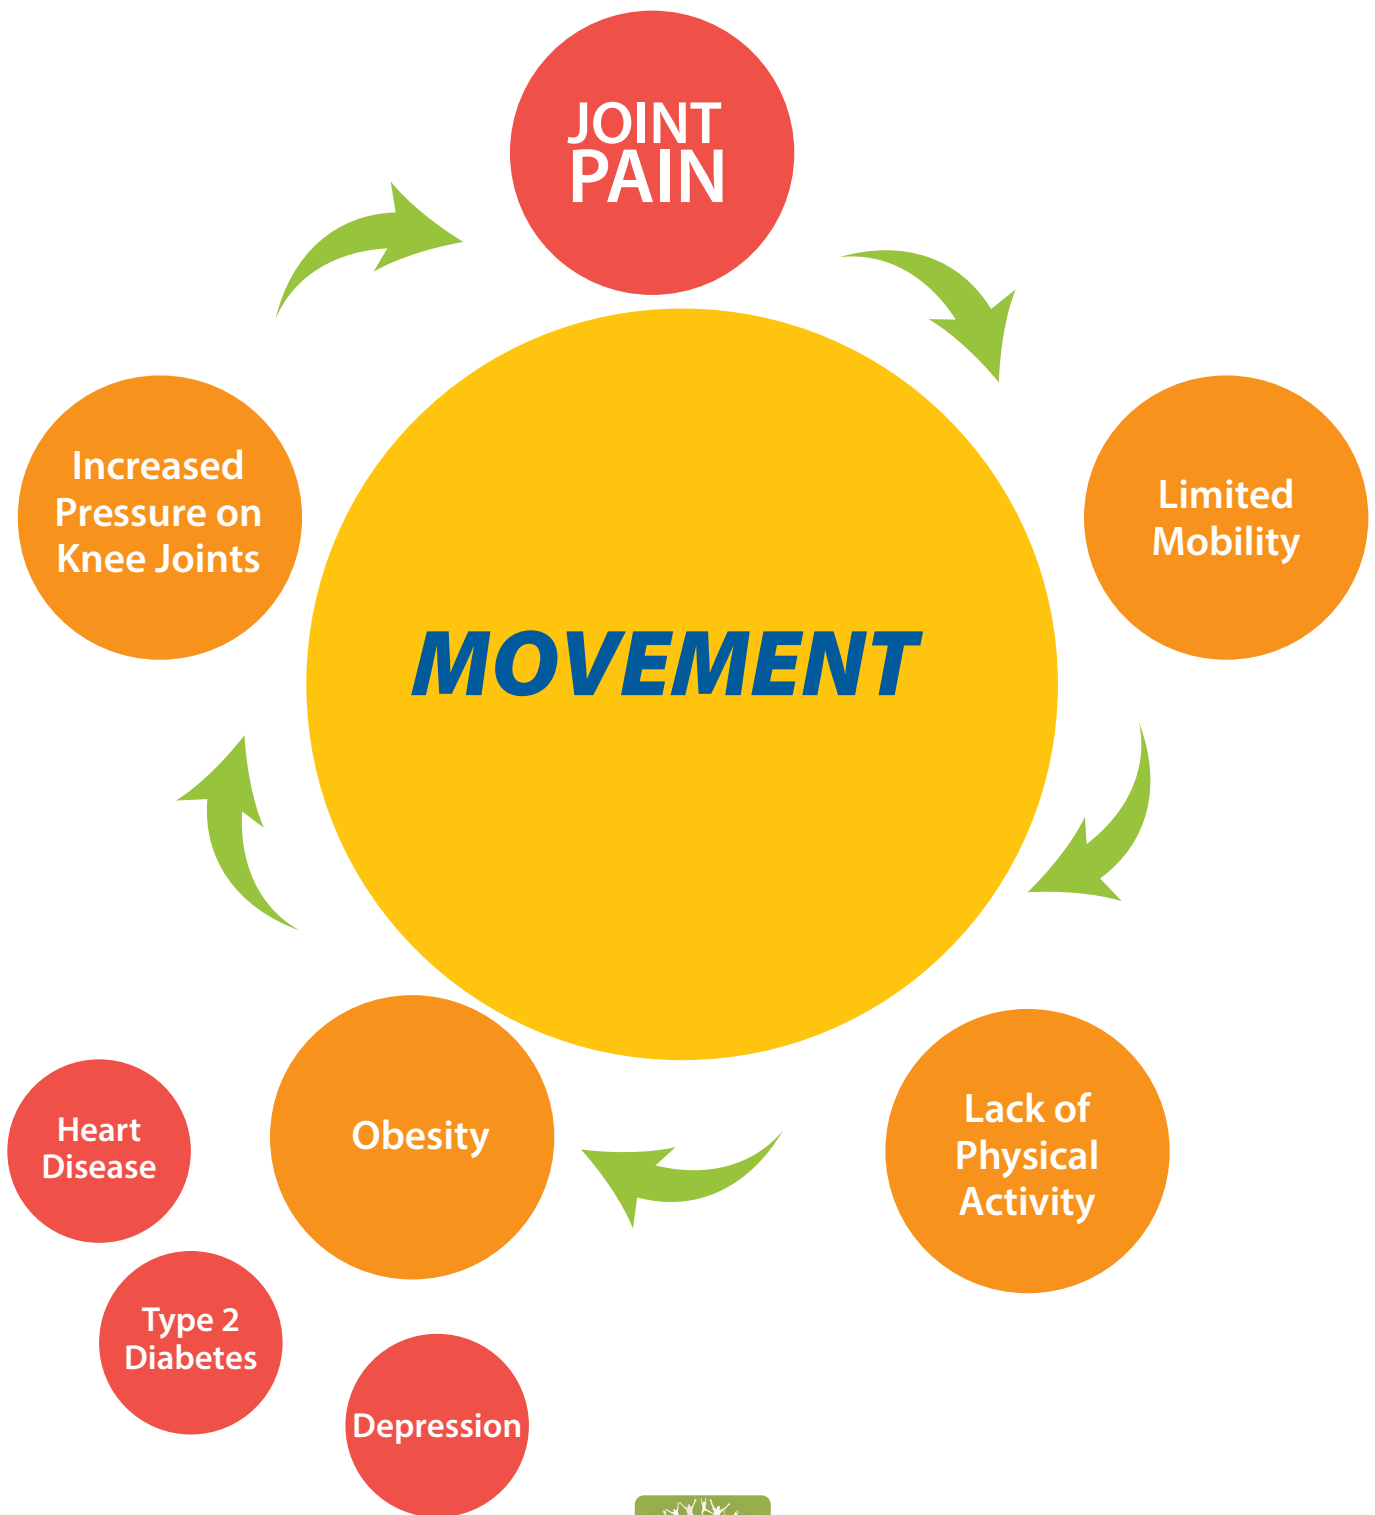 JOINT
PAIN
Increased
Pressure on
Knee Joints
Limited
Mobility
MOVEMENT
Heart
Disease
Obesity
Lack of
Physical
Activity
Type 2
Diabetes
Depression